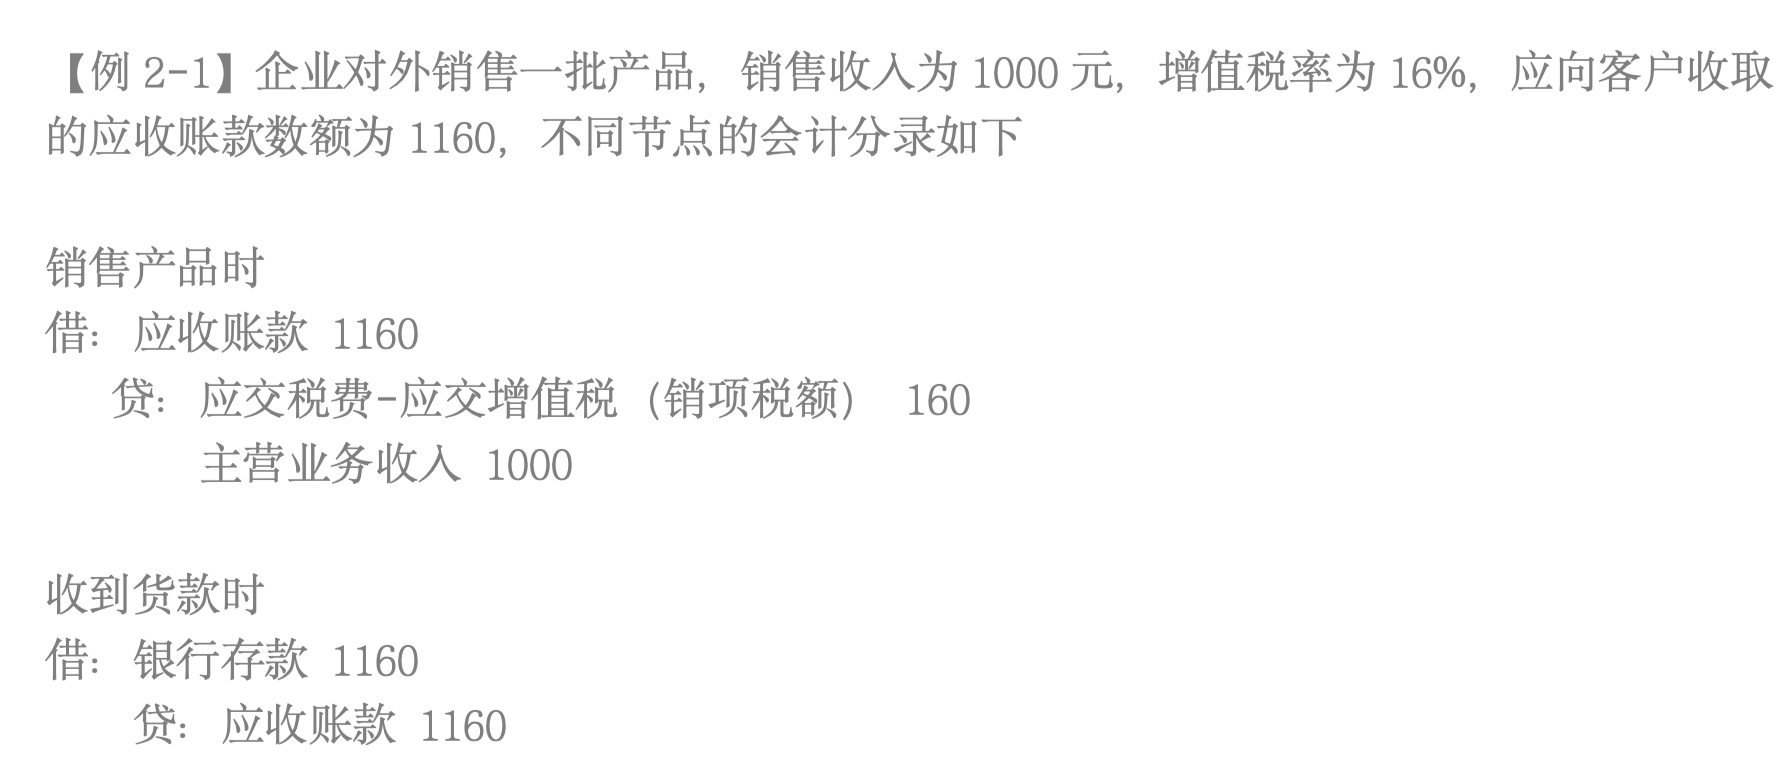 【例 2-1】企业对外销售一批产品，销售收入为 1000 元，增值税率为 16%，应向客户收取
的应收账款数额为 1160，不同节点的会计分录如下
销售产品时
借：应收账款 1160
贷：应交税费-应交增值税（销项税额） 160
主营业务收入 1000
收到货款时
借：银行存款 1160
贷：应收账款 1160